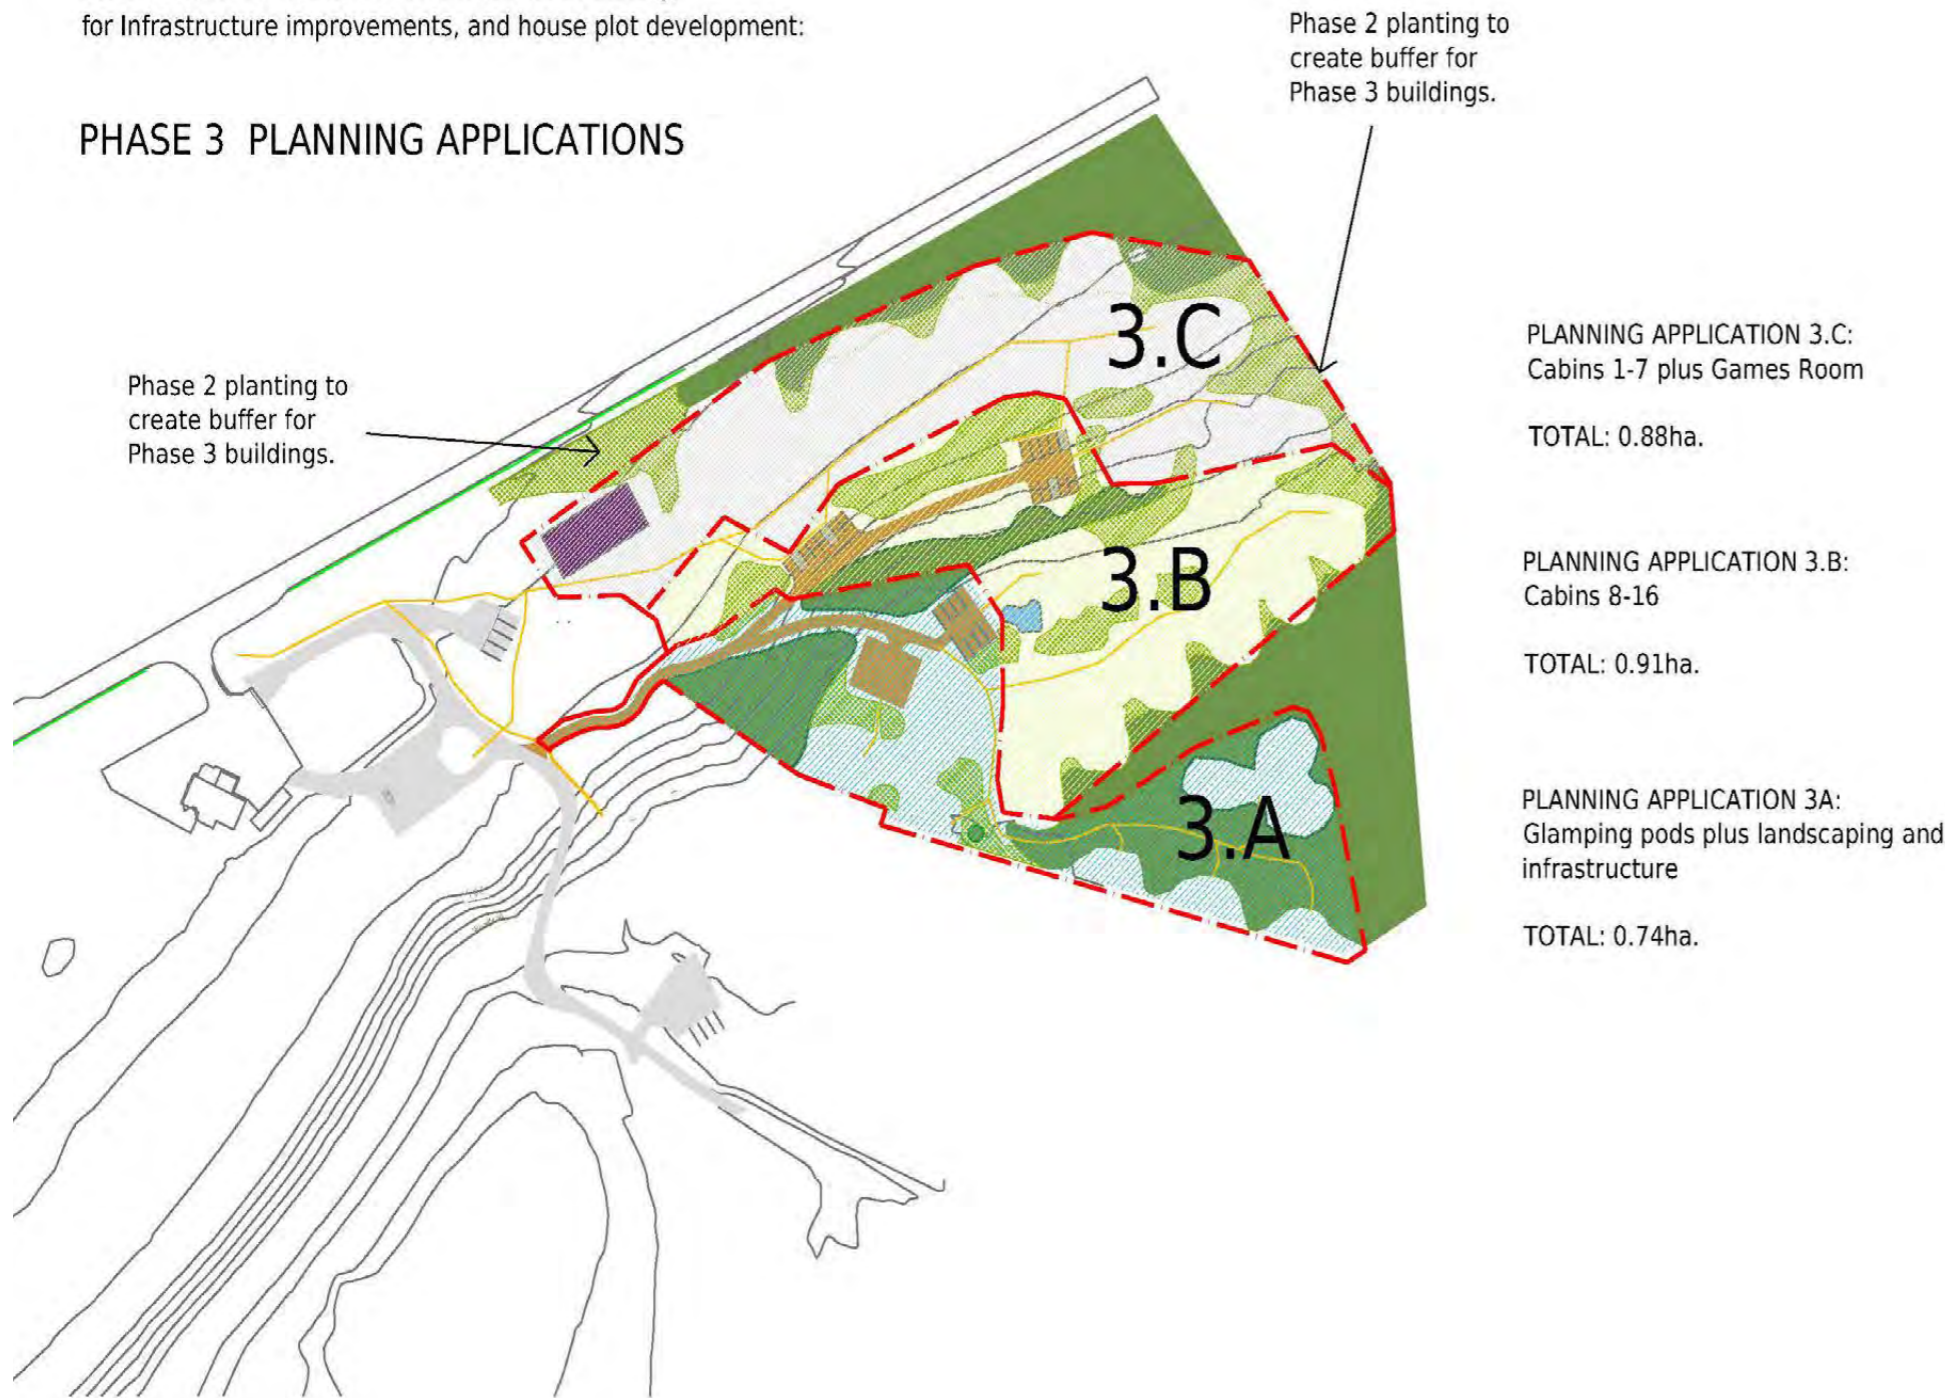 for Infrastructure improvements, and house plot development:
PHASE 3 PLANNING APPLICATIONS
Phase 2 planting to
create buffer for
Phase 3 buildings.
Phase 2 planting to
create buffer for
Phase 3 buildings.
3.C
3.B
3.A
PLANNING APPLICATION 3.C:
Cabins 1-7 plus Games Room
TOTAL: 0.88ha.
PLANNING APPLICATION 3.B:
Cabins 8-16
TOTAL: 0.91ha.
PLANNING APPLICATION 3A:
Glamping pods plus landscaping and
infrastructure
TOTAL: 0.74ha.